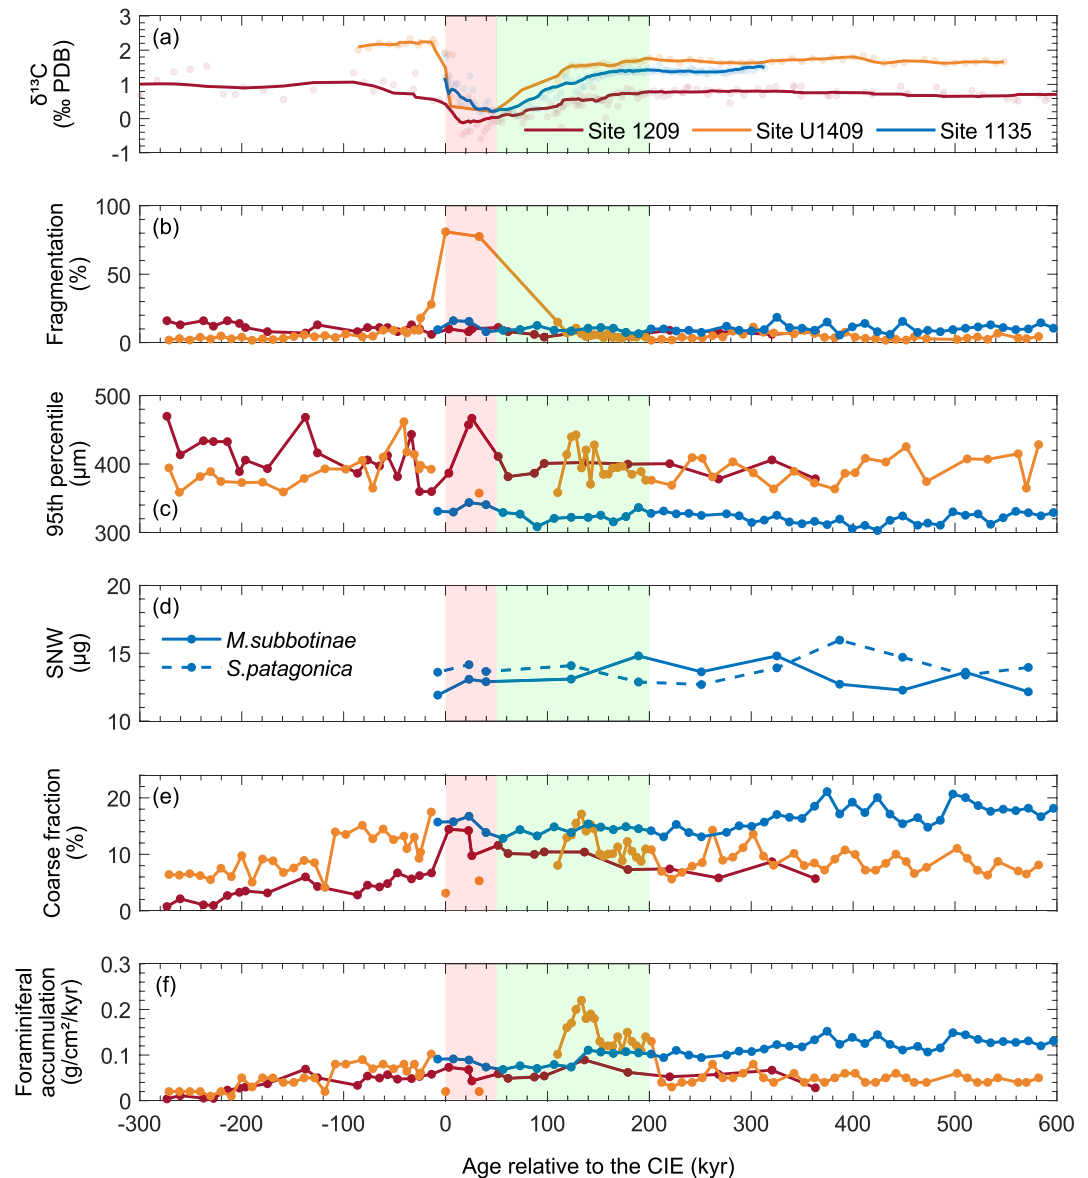 (a)
δ¹³C
(‰ PDB)
3
2
1
0
-1
Site 1209
Site U1409
Site 1135
(b)
Fragmentation
(%)
100
50
0
(c)
95th percentile
(μm)
500
400
300
(d)
SNW
(μg)
20
15
10
M.subbotinae
S.patagonica
(e)
Coarse fraction
(%)
20
10
0
(f)
Foraminiferal
accumulation
(g/cm²/kyr)
0.3
0.2
0.1
0
-300 -200 -100 0 100 200 300 400 500 600
Age relative to the CIE (kyr)